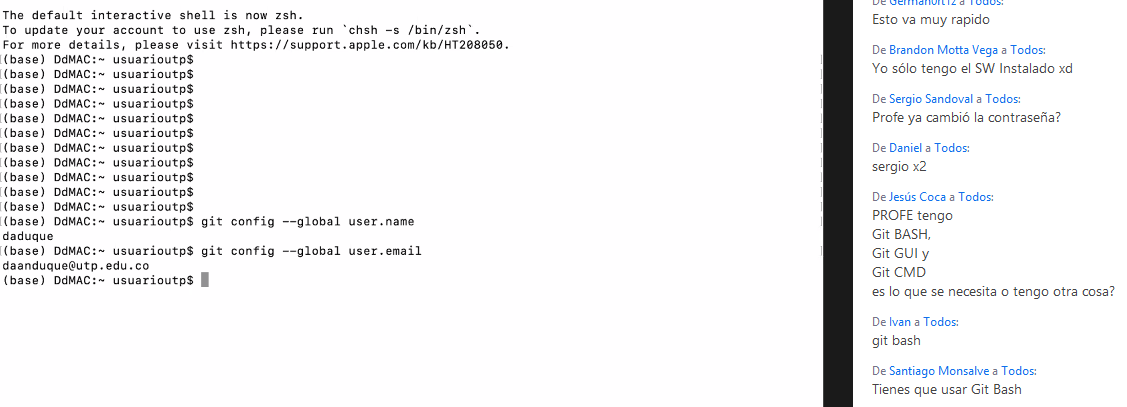 The default interactive shell is now zsh.
To update your account to use zsh, please run `chsh -s /bin/zsh`.
For more details, please visit https://support.apple.com/kb/HT208050.
(base) DdMAC:~ usuarioutp$
(base) DdMAC:~ usuarioutp$
(base) DdMAC:~ usuarioutp$
(base) DdMAC:~ usuarioutp$
(base) DdMAC:~ usuarioutp$
(base) DdMAC:~ usuarioutp$
(base) DdMAC:~ usuarioutp$
(base) DdMAC:~ usuarioutp$
(base) DdMAC:~ usuarioutp$
(base) DdMAC:~ usuarioutp$
(base) DdMAC:~ usuarioutp$
(base) DdMAC:~ usuarioutp$ git config --global user.name
daduque
(base) DdMAC:~ usuarioutp$ git config --global user.email
daanduque@utp.edu.co
(base) DdMAC:~ usuarioutp$
De a Todos:
Esto va muy rapido
De Brandon Motta Vega a Todos:
Yo sólo tengo el SW Instalado xd
De Sergio Sandoval a Todos:
Profe ya cambió la contraseña?
De Daniel a Todos:
sergio x2
De Jesús Coca a Todos:
PROFE tengo
Git BASH,
Git GUI y
Git CMD
es lo que se necesita o tengo otra cosa?
De Ivan a Todos:
git bash
De Santiago Monsalve a Todos:
Tienes que usar Git Bash